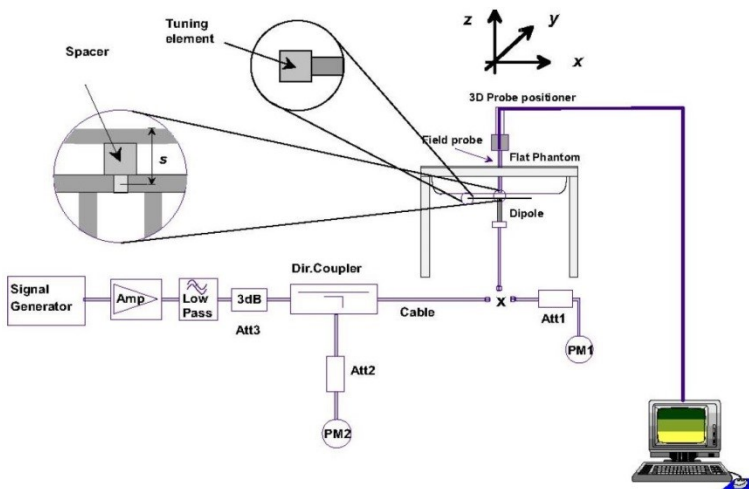 Tuning
element
Spacer
s
z
y
x
3D Probe positioner
Field probe
Flat Phantom
Dipole
Signal
Generator
Amp
Low
Pass
3dB
Att3
Dir.Coupler
Cable
x
Att1
PM1
Att2
PM2